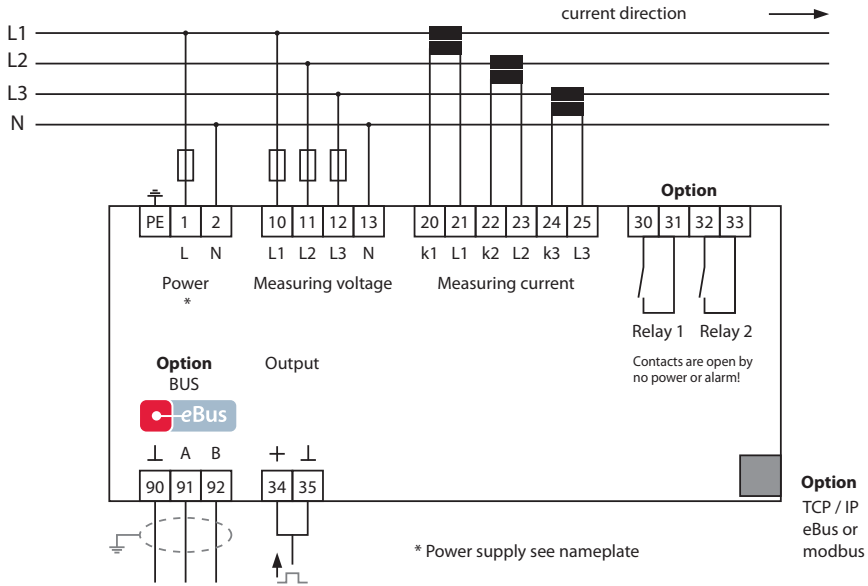 current direction
L1
L2
L3
N
Option
PE 1 2 10 11 12 13 20 21 22 23 24 25 30 31 32 33
L N L1 L2 L3 N k1 L1 k2 L2 k3 L3
Power Measuring voltage Measuring current
*
Relay 1 Relay 2
Contacts are open by
no power or alarm!
Option Output
BUS
eBus
⊥ A B + ⊥
90 91 92 34 35
Option
TCP / IP
eBus or
modbus
* Power supply see nameplate